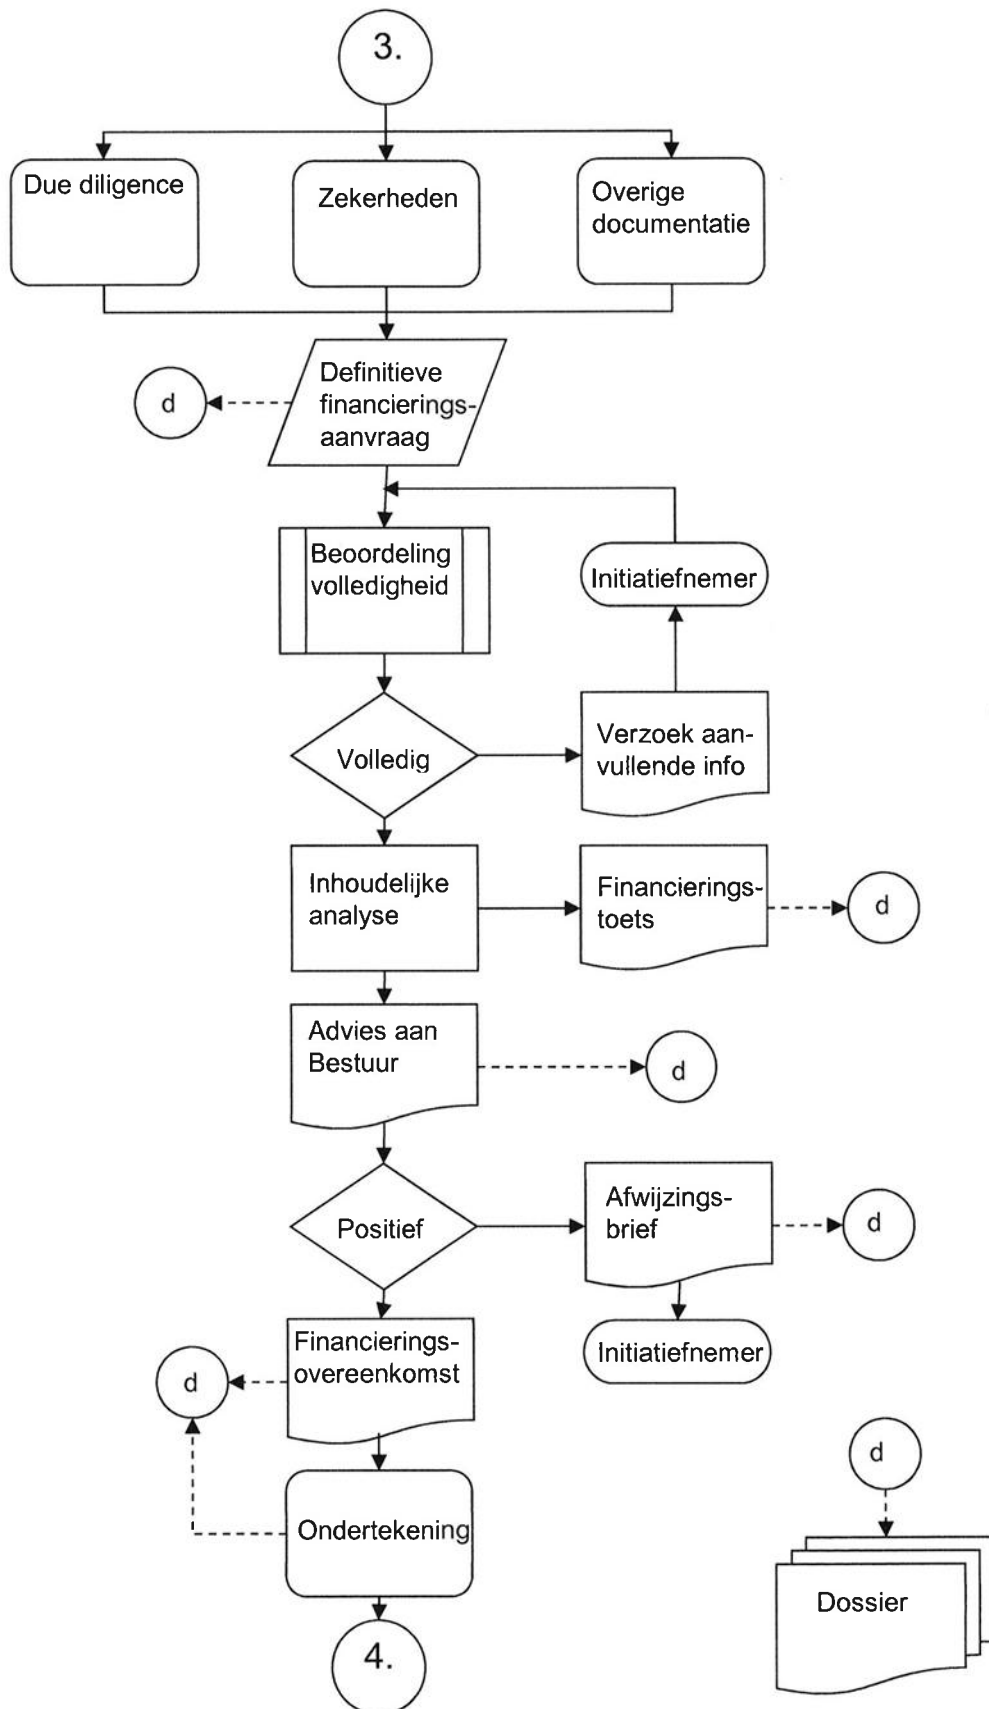 3.
Due diligence
Zekerheden
Overige
documentatie
Definitieve
financierings-
aanvraag
d
Beoordeling
volledigheid
Initiatiefnemer
Volledig
Verzoek aan-
vullende info
Inhoudelijke
analyse
Financierings-
toets
d
Advies aan
Bestuur
d
Positief
Afwijzings-
brief
d
Financierings-
overeenkomst
Initiatiefnemer
d
d
Ondertekening
Dossier
4.